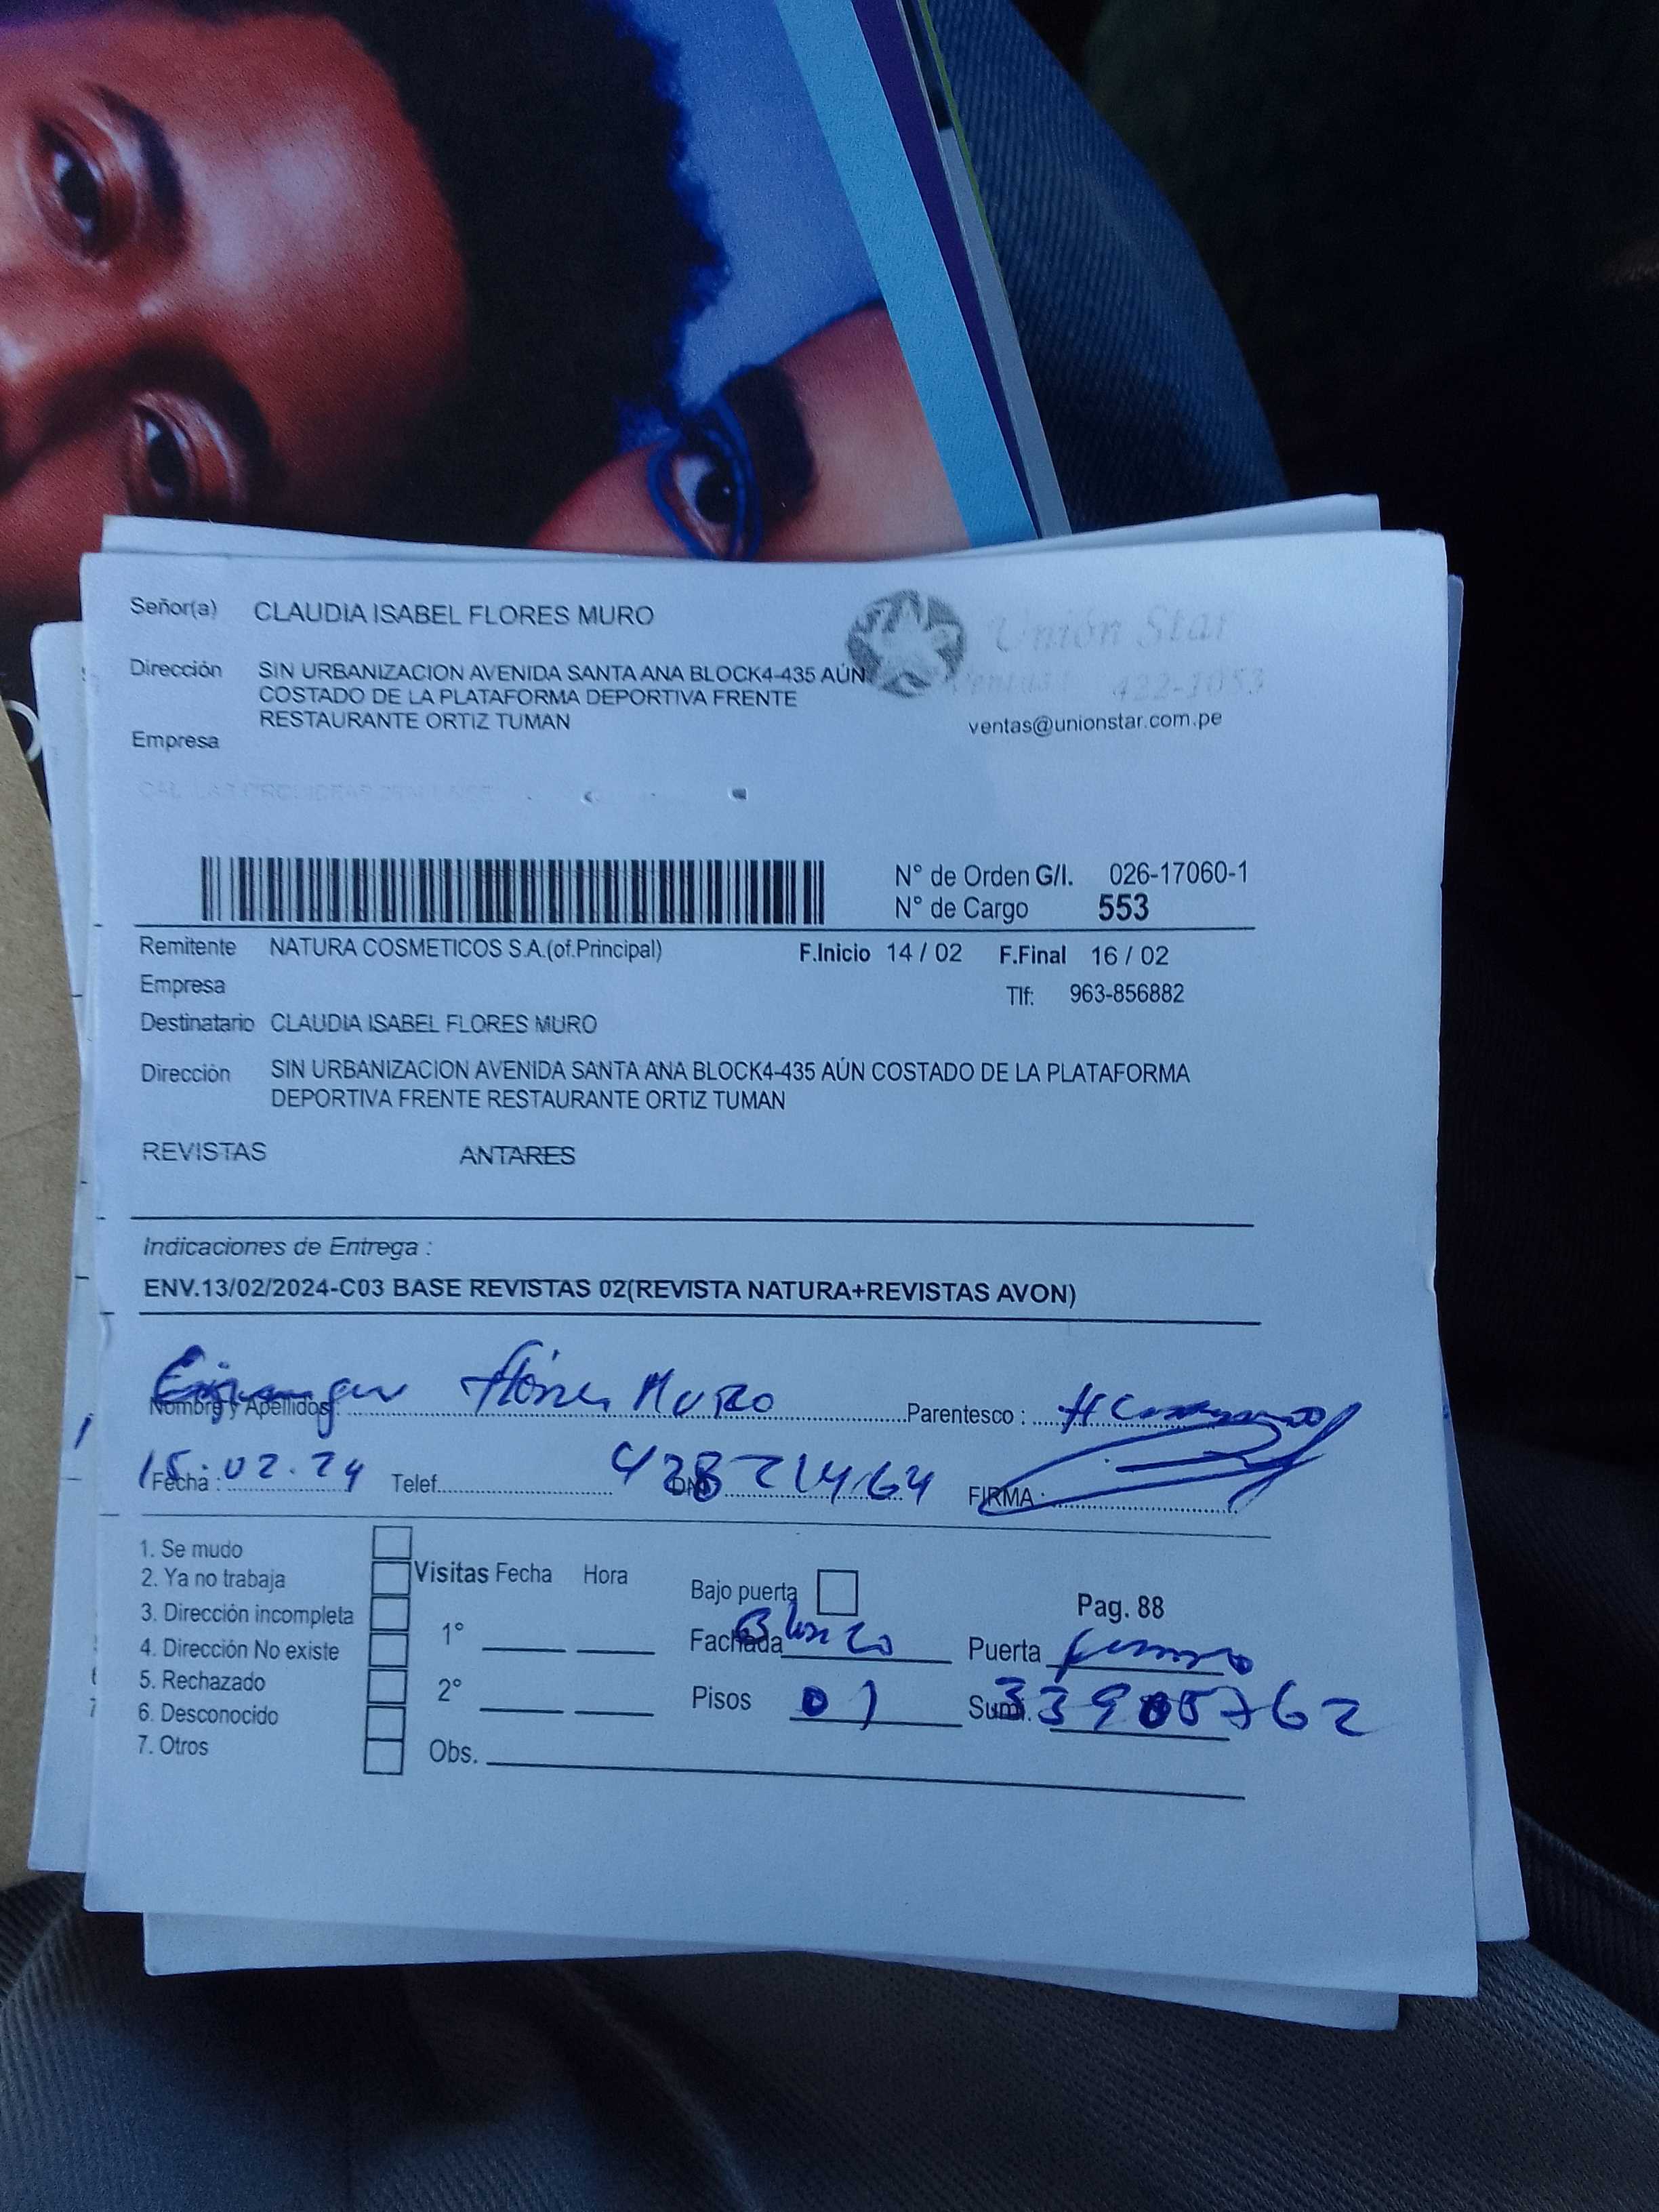 Señor(a) CLAUDIA ISABEL FLORES MURO
Unión Star
Dirección SIN URBANIZACION AVENIDA SANTA ANA BLOCK4-435 AÚN
COSTADO DE LA PLATAFORMA DEPORTIVA FRENTE
RESTAURANTE ORTIZ TUMAN
Ventas 422-1053
ventas@unionstar.com.pe
Empresa
N° de Orden G/I. 026-17060-1
N° de Cargo 553
Remitente NATURA COSMETICOS S.A.(of.Principal) F.Inicio 14 / 02 F.Final 16 / 02
Empresa
Tlf: 963-856882
Destinatario CLAUDIA ISABEL FLORES MURO
Dirección SIN URBANIZACION AVENIDA SANTA ANA BLOCK4-435 AÚN COSTADO DE LA PLATAFORMA
DEPORTIVA FRENTE RESTAURANTE ORTIZ TUMAN
REVISTAS ANTARES
Indicaciones de Entrega :
ENV.13/02/2024-C03 BASE REVISTAS 02(REVISTA NATURA+REVISTAS AVON)
Nombre y Apellidos : Flores MURO Parentesco :
Fecha : 15.02.24 Telef. DNI FIRMA :
1. Se mudo
2. Ya no trabaja
3. Dirección incompleta
4. Dirección No existe
5. Rechazado
6. Desconocido
7. Otros
Visitas Fecha Hora
1°
2°
Obs.
Bajo puerta
Pag. 88
Fachada Blanco Puerta
Pisos 01 Sumi.